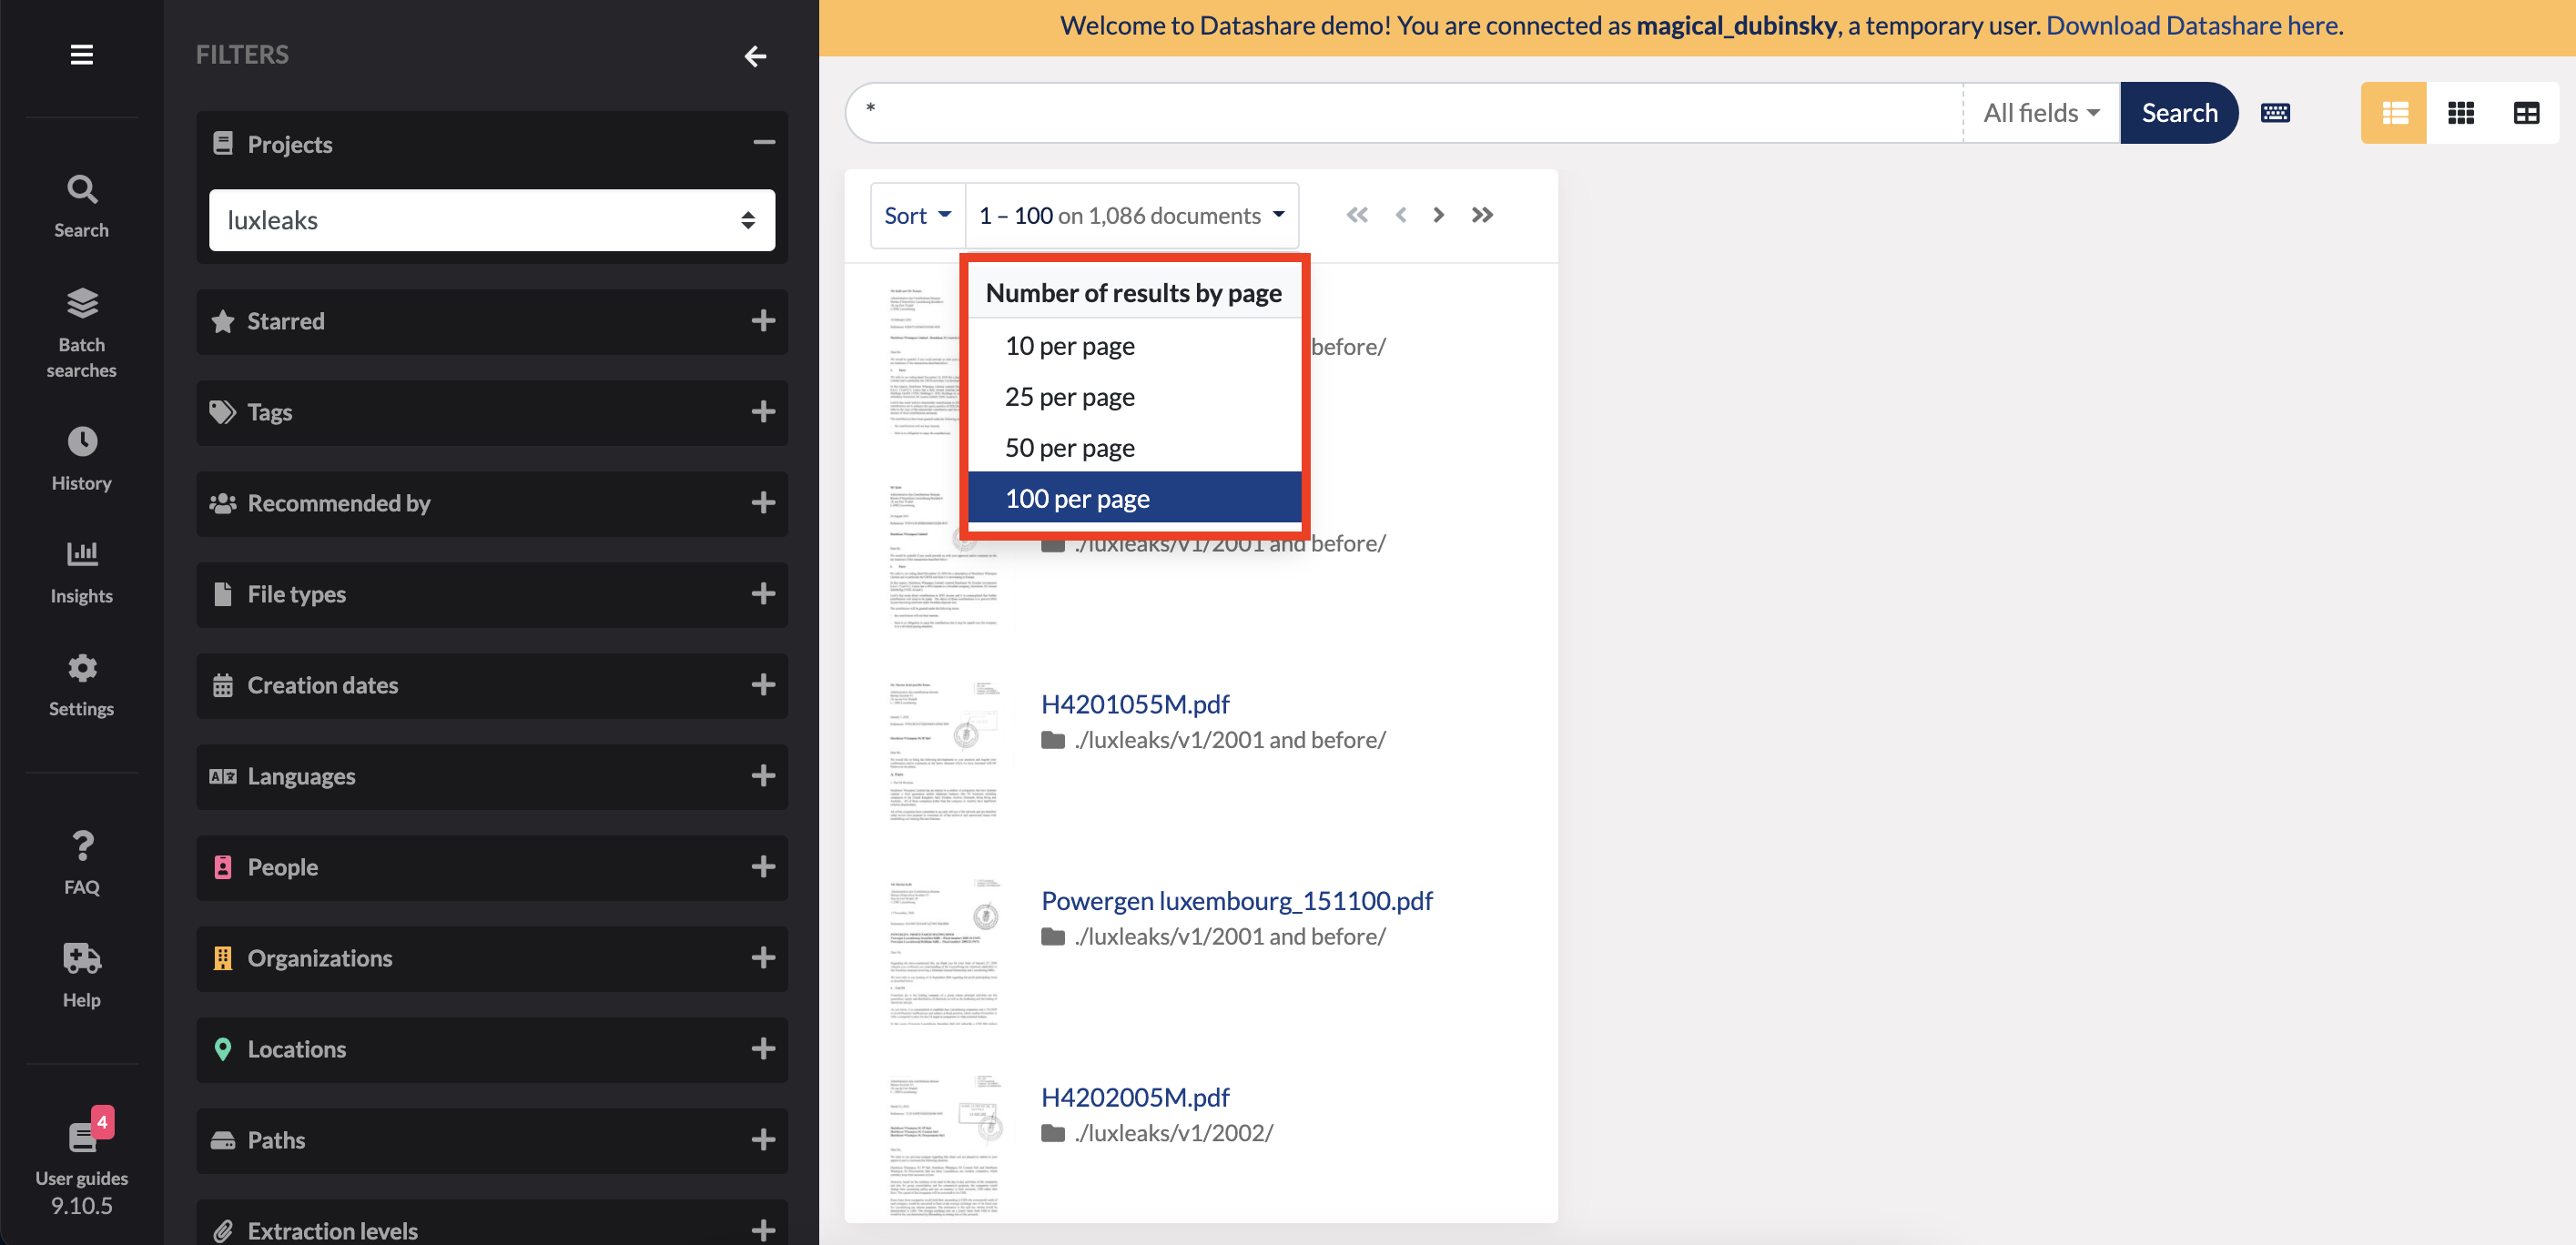 Welcome to Datashare demo! You are connected as magical_dubinsky, a temporary user. Download Datashare here.
Search
Batch
searches
History
Insights
Settings
FAQ
Help
4
User guides
9.10.5
FILTERS
Projects
luxleaks
Starred
Tags
Recommended by
File types
Creation dates
Languages
People
Organizations
Locations
Paths
Extraction levels
*
All fields
Search
Sort
1 – 100 on 1,086 documents
Number of results by page
10 per page
25 per page
50 per page
100 per page
before/
./luxleaks/v1/2001 and before/
H4201055M.pdf
./luxleaks/v1/2001 and before/
Powergen luxembourg_151100.pdf
./luxleaks/v1/2001 and before/
H4202005M.pdf
./luxleaks/v1/2002/